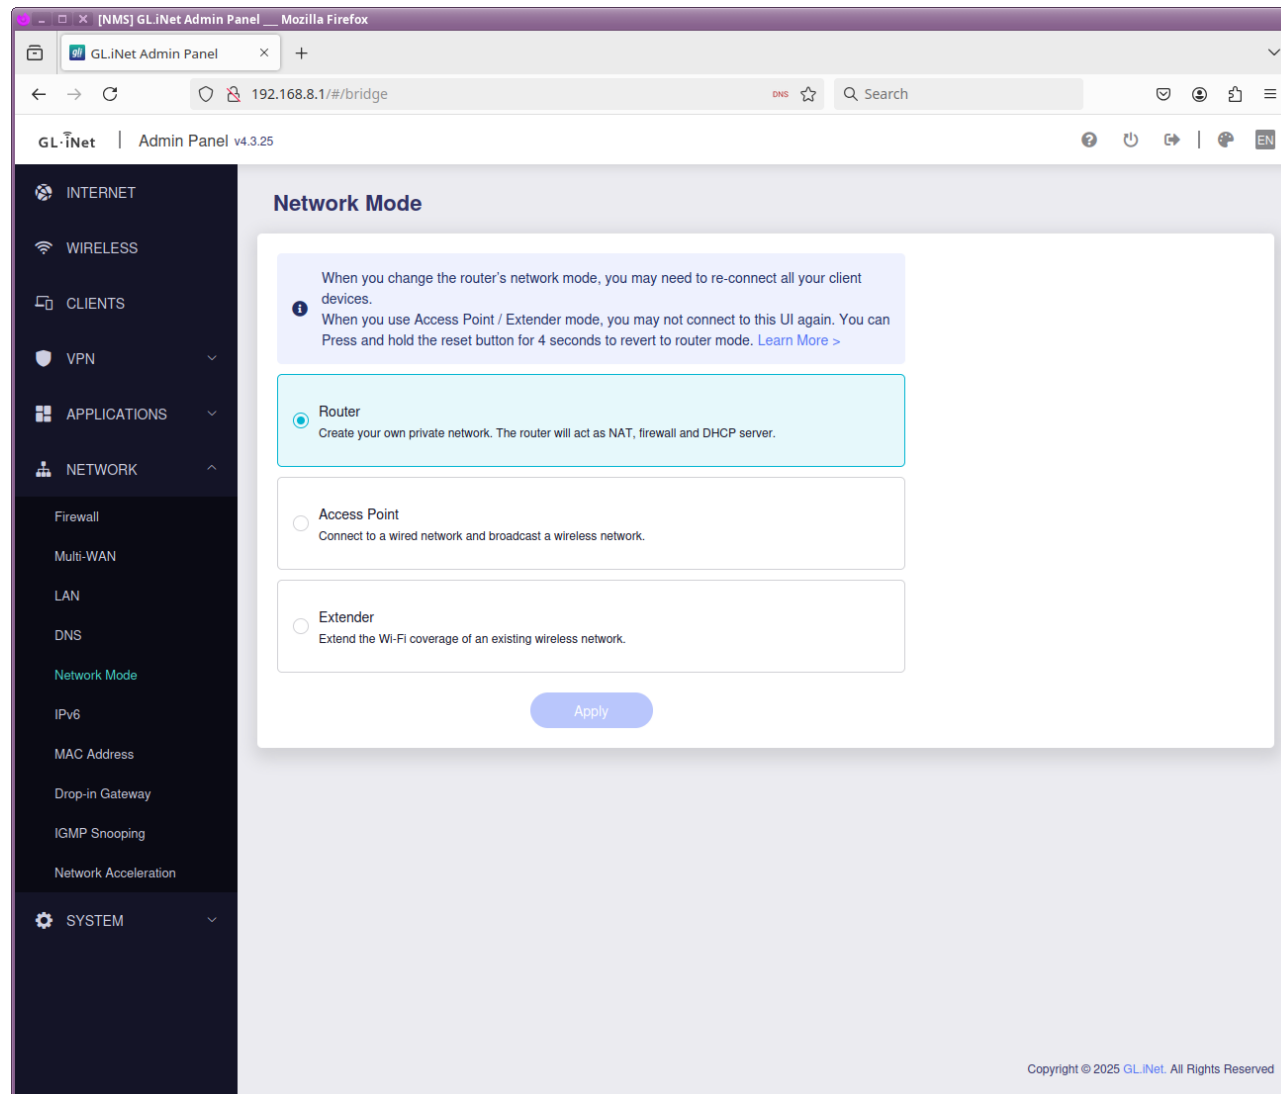 [NMS] GL.iNet Admin Panel __ Mozilla Firefox
gli GL.iNet Admin Panel
192.168.8.1/#/bridge
DNS
Search
GL·iNet | Admin Panel v4.3.25
EN
INTERNET
WIRELESS
CLIENTS
VPN
APPLICATIONS
NETWORK
Firewall
Multi-WAN
LAN
DNS
Network Mode
IPv6
MAC Address
Drop-in Gateway
IGMP Snooping
Network Acceleration
SYSTEM
Network Mode
When you change the router's network mode, you may need to re-connect all your client
devices.
When you use Access Point / Extender mode, you may not connect to this UI again. You can
Press and hold the reset button for 4 seconds to revert to router mode. Learn More >
Router
Create your own private network. The router will act as NAT, firewall and DHCP server.
Access Point
Connect to a wired network and broadcast a wireless network.
Extender
Extend the Wi-Fi coverage of an existing wireless network.
Apply
Copyright © 2025 GL.iNet. All Rights Reserved